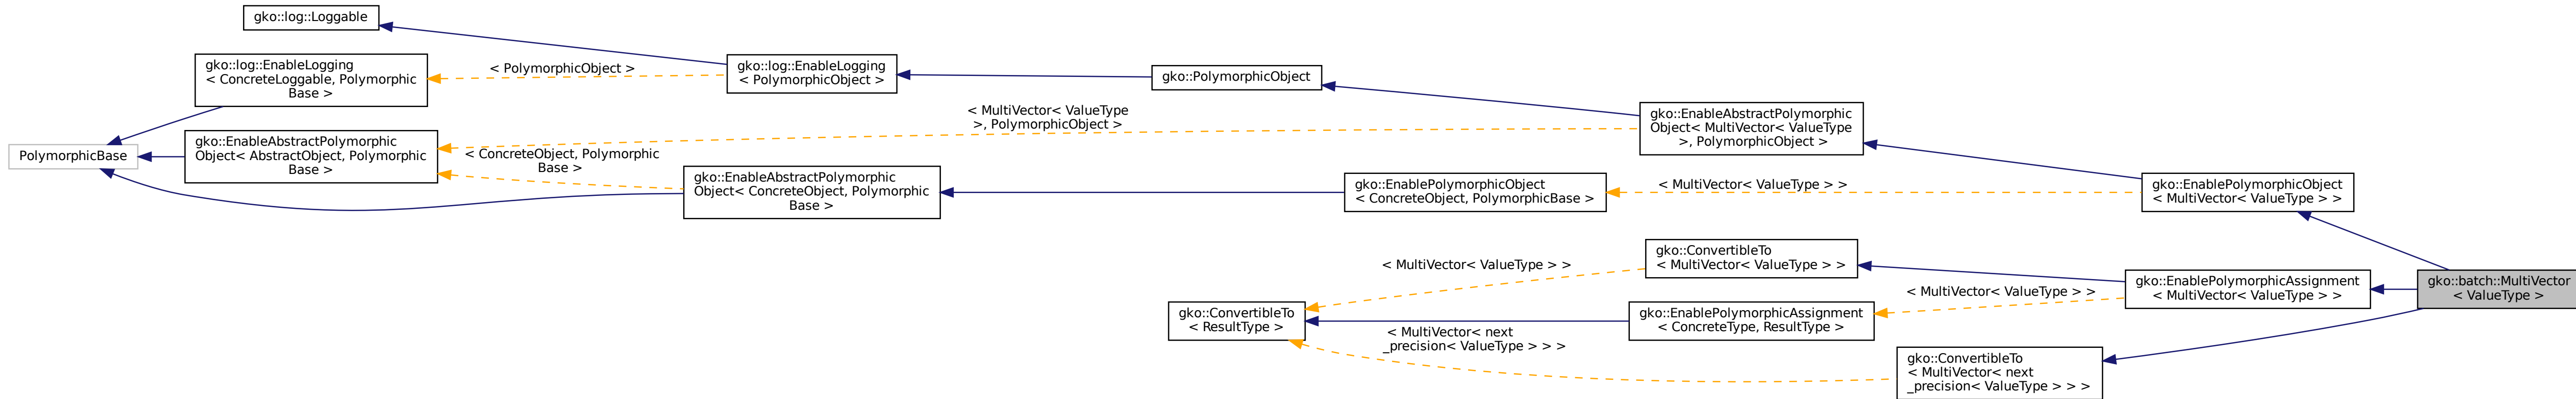 gko::log::Loggable
gko::log::EnableLogging
< ConcreteLoggable, Polymorphic
Base >
< PolymorphicObject >
gko::log::EnableLogging
< PolymorphicObject >
gko::PolymorphicObject
< MultiVector< ValueType
>, PolymorphicObject >
gko::EnableAbstractPolymorphic
Object< MultiVector< ValueType
>, PolymorphicObject >
PolymorphicBase
gko::EnableAbstractPolymorphic
Object< AbstractObject, Polymorphic
Base >
< ConcreteObject, Polymorphic
Base >
gko::EnableAbstractPolymorphic
Object< ConcreteObject, Polymorphic
Base >
gko::EnablePolymorphicObject
< ConcreteObject, PolymorphicBase >
< MultiVector< ValueType > >
gko::EnablePolymorphicObject
< MultiVector< ValueType > >
< MultiVector< ValueType > >
gko::ConvertibleTo
< MultiVector< ValueType > >
gko::EnablePolymorphicAssignment
< MultiVector< ValueType > >
gko::batch::MultiVector
< ValueType >
gko::ConvertibleTo
< ResultType >
gko::EnablePolymorphicAssignment
< ConcreteType, ResultType >
< MultiVector< ValueType > >
< MultiVector< next
_precision< ValueType > > >
gko::ConvertibleTo
< MultiVector< next
_precision< ValueType > > >